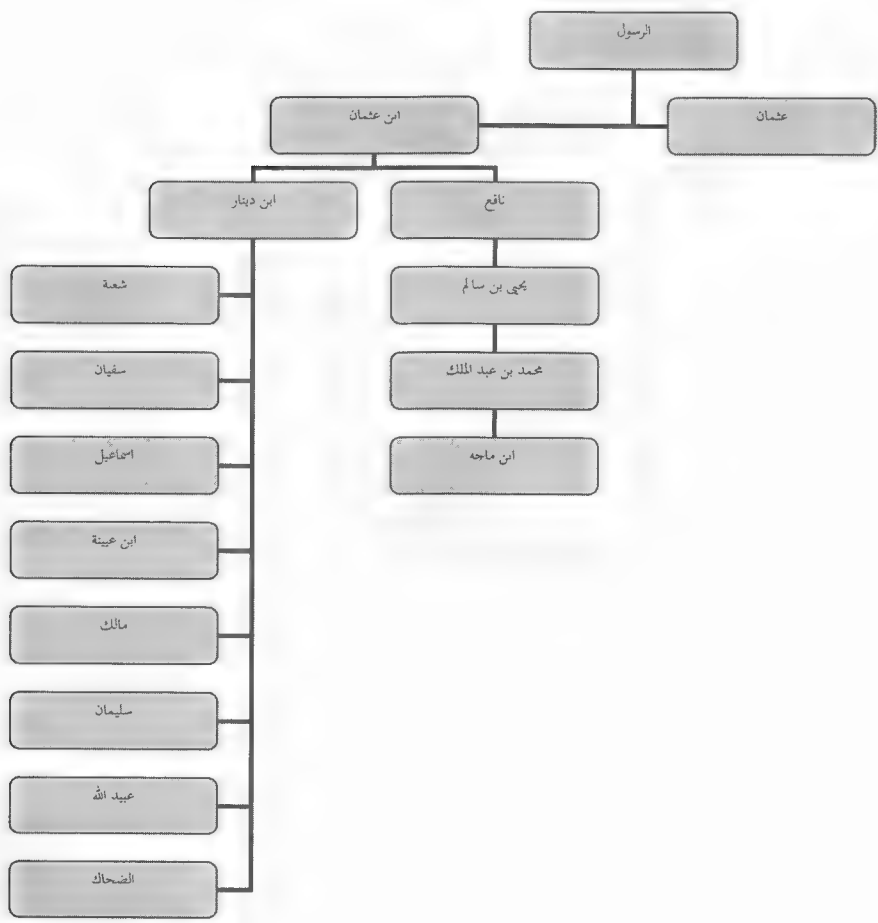 الرسول
عثمان
ابن عثمان
نافع
ابن دينار
يحيى بن سالم
محمد بن عبد الملك
ابن ماجه
شعبة
سفيان
اسماعيل
ابن عيينة
مالك
سليمان
عبيد الله
الضحاك